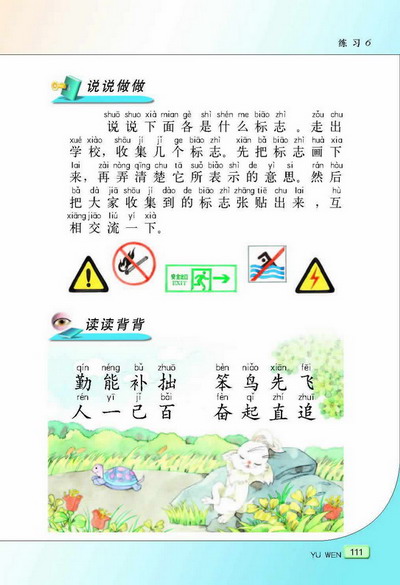 练习6
说说做做
shuō shuo xià miàn gè shì shén me biāo zhì zǒu chu
说说下面各是什么标志。走出
xué xiào shōu jí jǐ ge biāo zhì xiān bǎ biāo zhì huà xia
学校，收集几个标志。先把标志画下
lai zài nòng qīng chu tā suǒ biǎo shì de yì si rán hòu
来，再弄清楚它所表示的意思。然后
bǎ dà jiā shōu jí dào de biāo zhì zhāng tiē chu lai hù
把大家收集到的标志张贴出来，互
xiāng jiāo liú yí xià
相交流一下。
安全出口
EXIT
读读背背
qín néng bǔ zhuō bèn niǎo xiān fēi
勤能补拙 笨鸟先飞
rén yī jǐ bǎi fèn qǐ zhí zhuī
人一己百 奋起直追
YU WEN 111